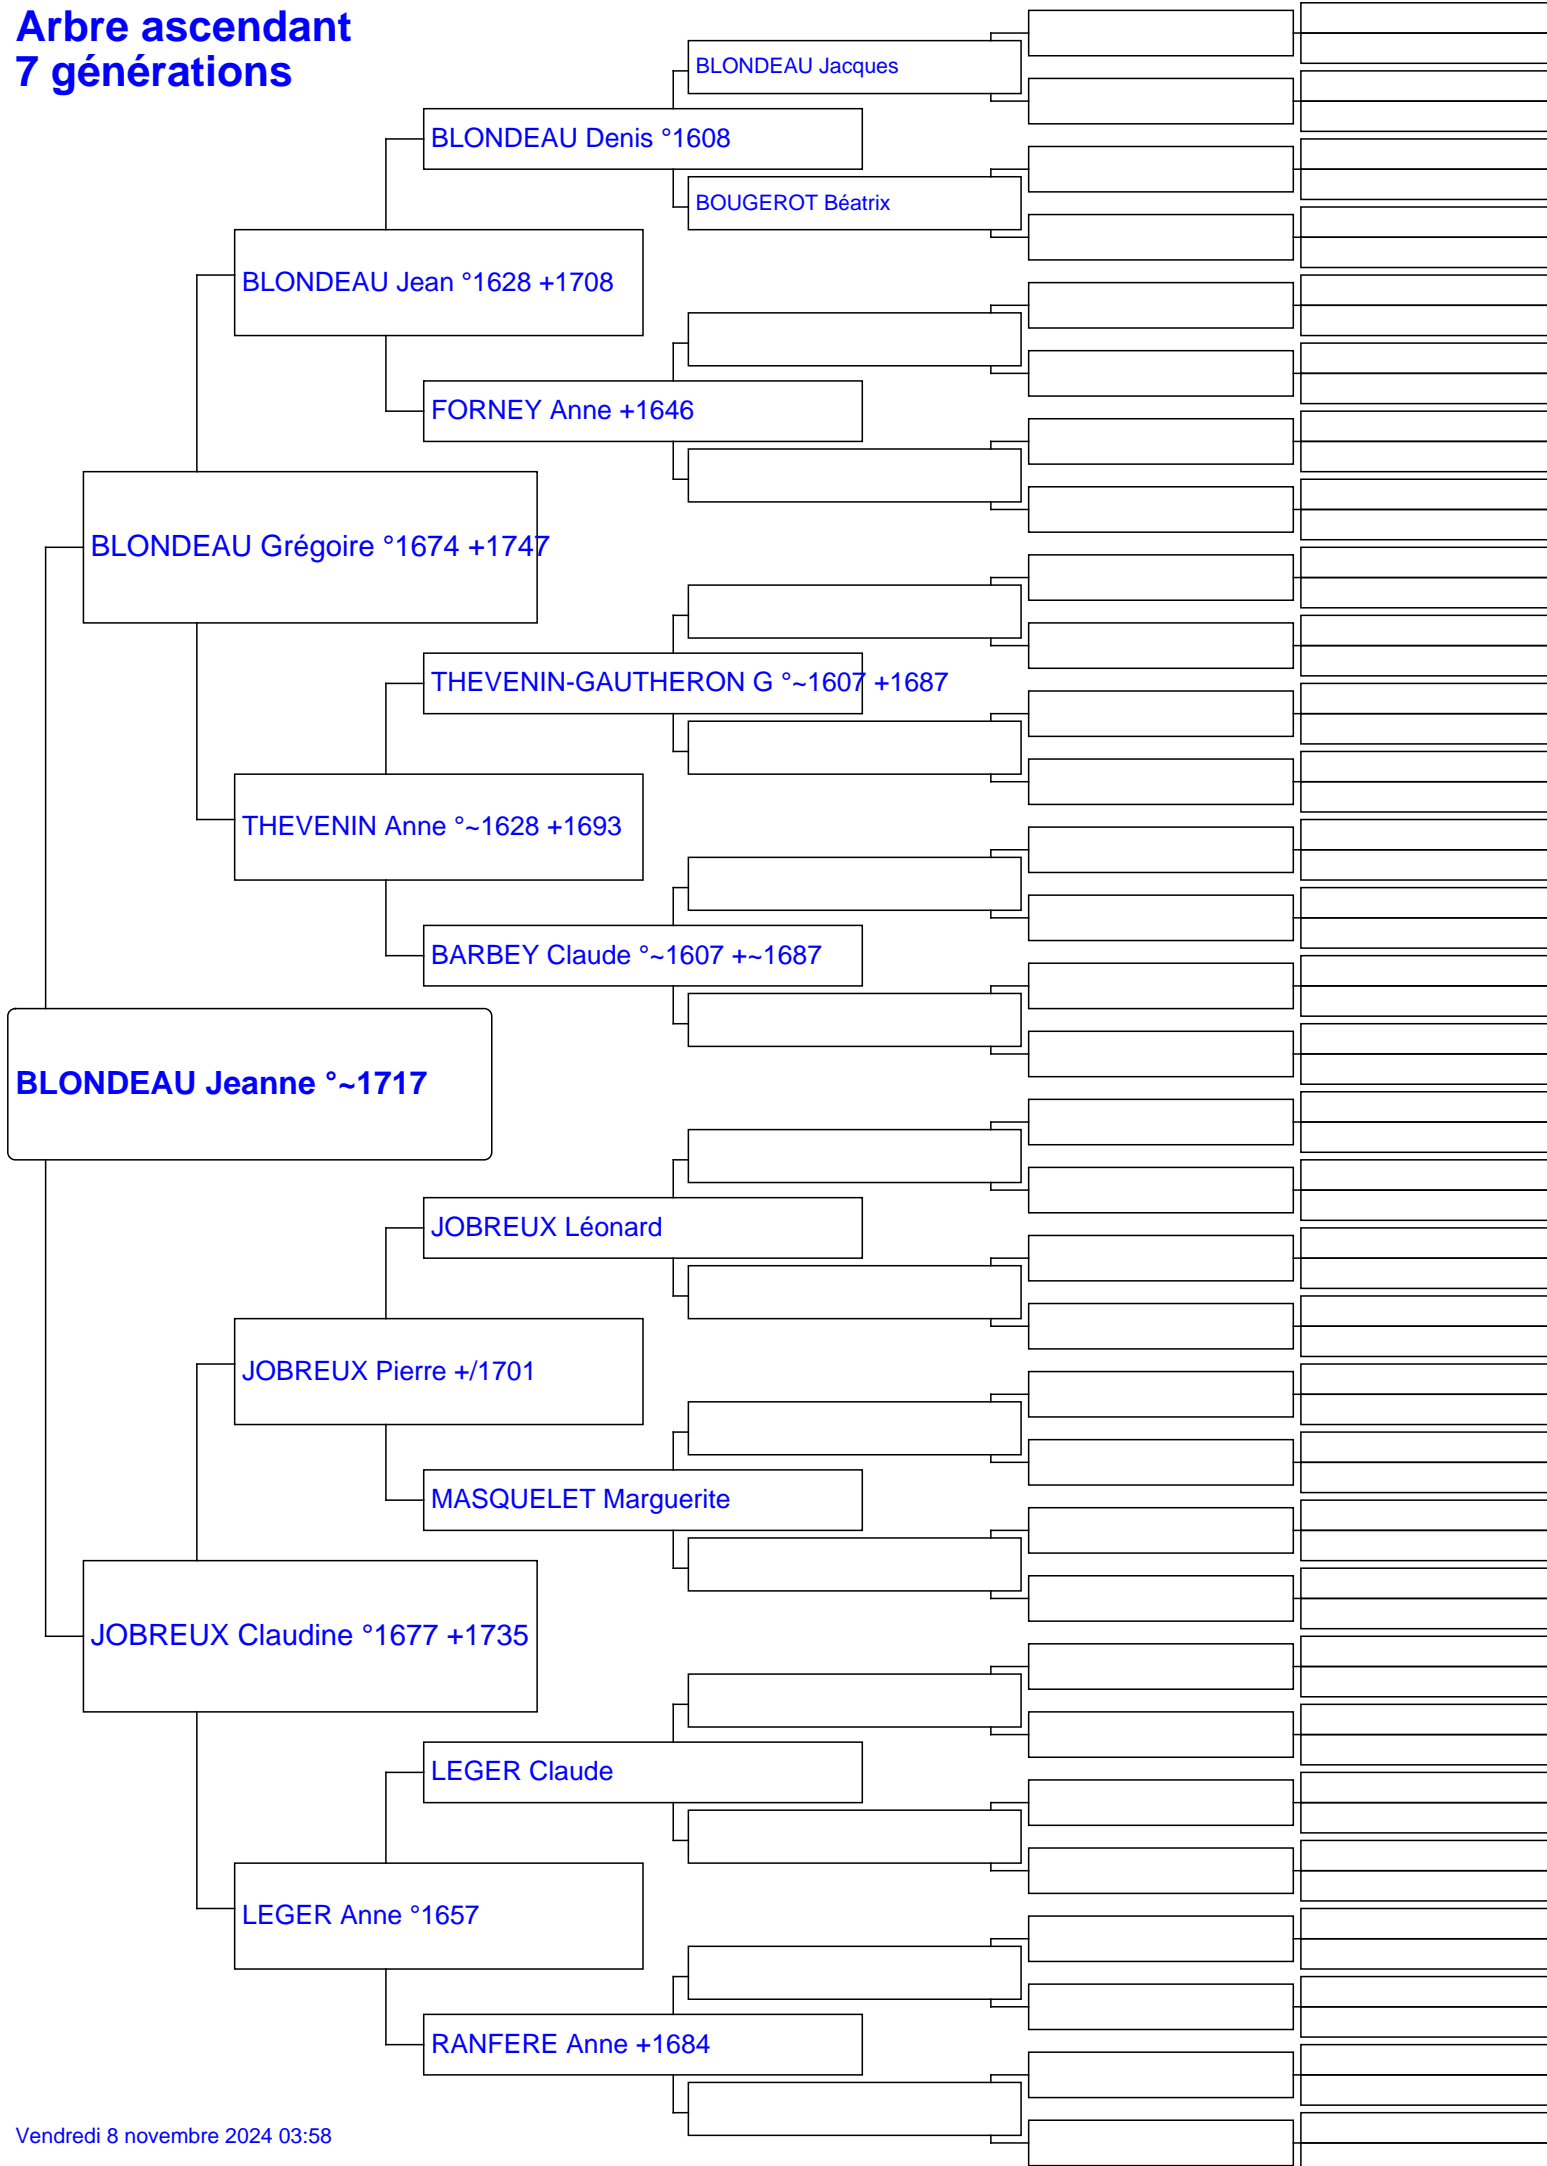 Arbre ascendant
7 générations
BLONDEAU Jacques
BLONDEAU Denis °1608
BOUGEROT Béatrix
BLONDEAU Jean °1628 +1708
FORNEY Anne +1646
BLONDEAU Grégoire °1674 +1747
THEVENIN-GAUTHERON G °~1607 +1687
THEVENIN Anne °~1628 +1693
BARBEY Claude °~1607 +~1687
BLONDEAU Jeanne °~1717
JOBREUX Léonard
JOBREUX Pierre +/1701
MASQUELET Marguerite
JOBREUX Claudine °1677 +1735
LEGER Claude
LEGER Anne °1657
RANFERE Anne +1684
Vendredi 8 novembre 2024 03:58